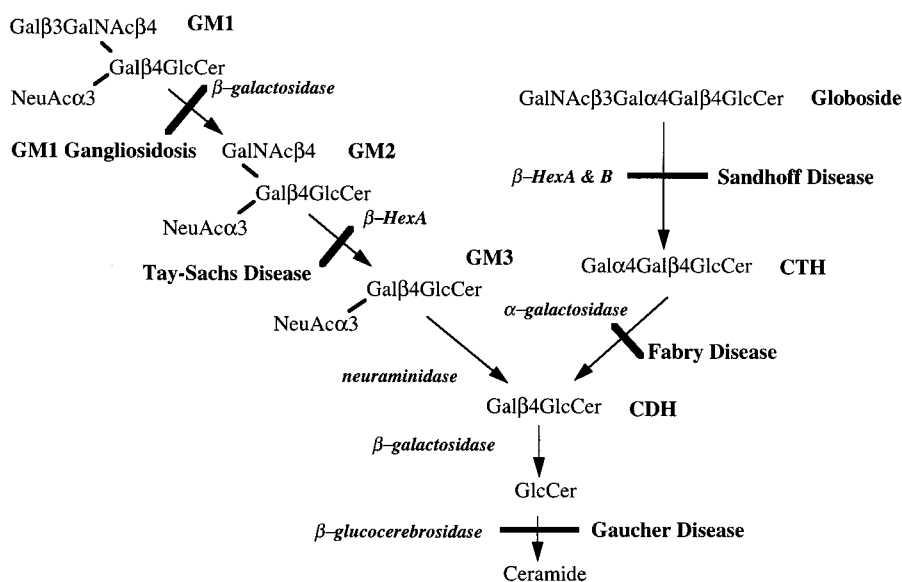 Galβ3GalNAcβ4 GM1
Galβ4GlcCer
NeuAcα3
β–galactosidase
GM1 Gangliosidosis
GalNAcβ4 GM2
Galβ4GlcCer
NeuAcα3
β–HexA
Tay-Sachs Disease
GM3
Galβ4GlcCer
NeuAcα3
neuraminidase
GalNAcβ3Galα4Galβ4GlcCer Globoside
β–HexA & B Sandhoff Disease
Galα4Galβ4GlcCer CTH
α–galactosidase
Fabry Disease
Galβ4GlcCer CDH
β–galactosidase
GlcCer
β–glucocerebrosidase Gaucher Disease
Ceramide